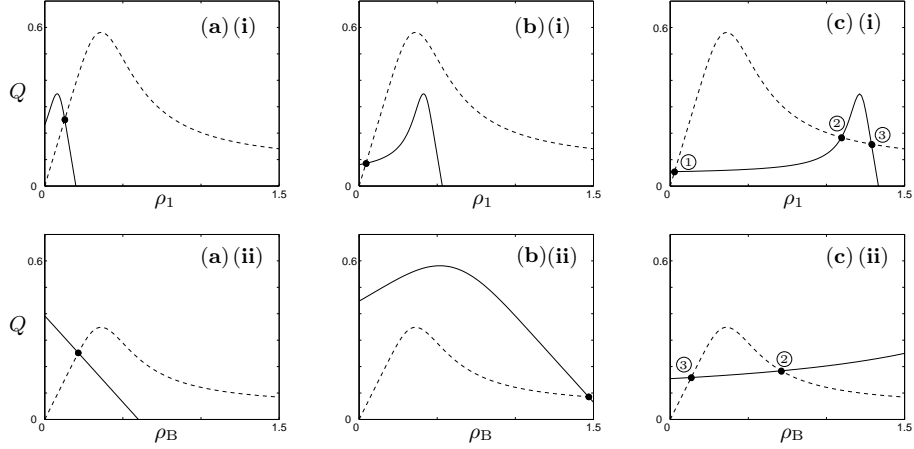 (a) (i) (b) (i) (c) (i)
0.6 0.6 0.6
Q
② ③
①
0 0 0
0 1.5 0 1.5 0 1.5
ρ₁ ρ₁ ρ₁
(a) (ii) (b) (ii) (c) (ii)
0.6 0.6 0.6
Q
③ ②
0 0 0
0 1.5 0 1.5 0 1.5
ρB ρB ρB